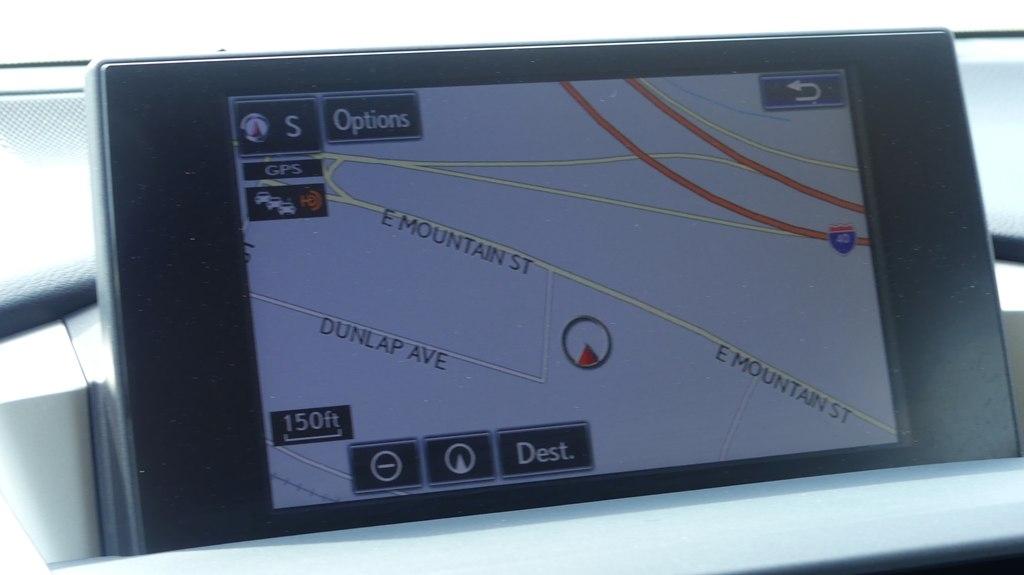 S
Options
GPS
E MOUNTAIN ST
40
DUNLAP AVE
E MOUNTAIN ST
150ft
Dest.